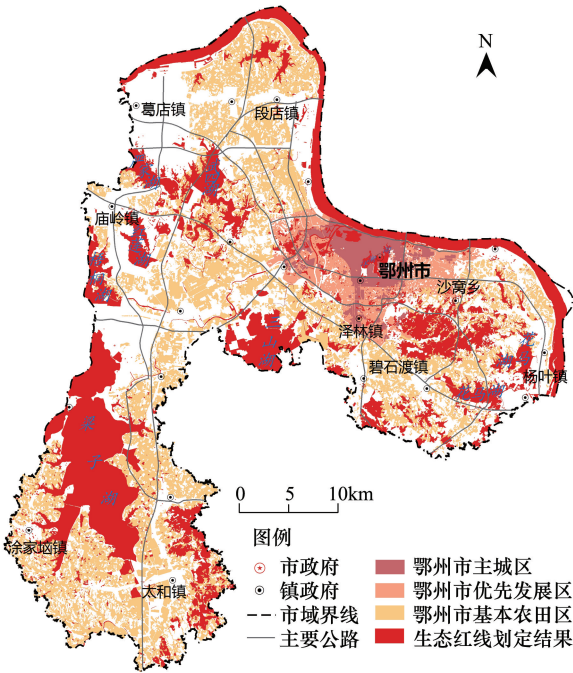 N
葛店镇
段店镇
庙岭镇
鄂州市
沙窝乡
泽林镇
碧石渡镇
杨叶镇
涂家垴镇
太和镇
0 5 10km
图例
市政府
镇政府
市域界线
主要公路
鄂州市主城区
鄂州市优先发展区
鄂州市基本农田区
生态红线划定结果